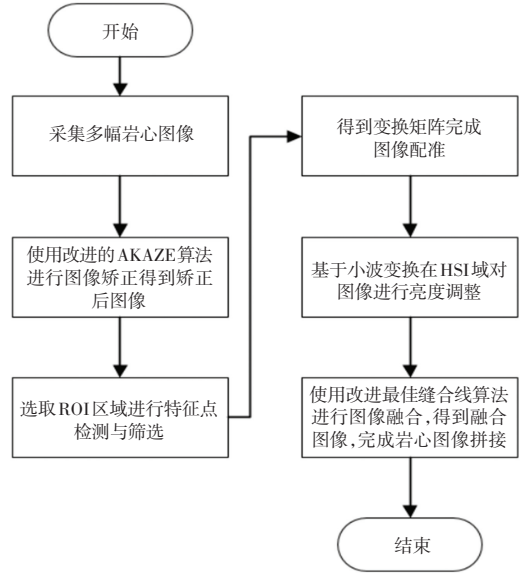 开始
采集多幅岩心图像
使用改进的AKAZE算法
进行图像矫正得到矫正
后图像
选取ROI区域进行特征点
检测与筛选
得到变换矩阵完成
图像配准
基于小波变换在HSI域对
图像进行亮度调整
使用改进最佳缝合线算法
进行图像融合,得到融合
图像,完成岩心图像拼接
结束